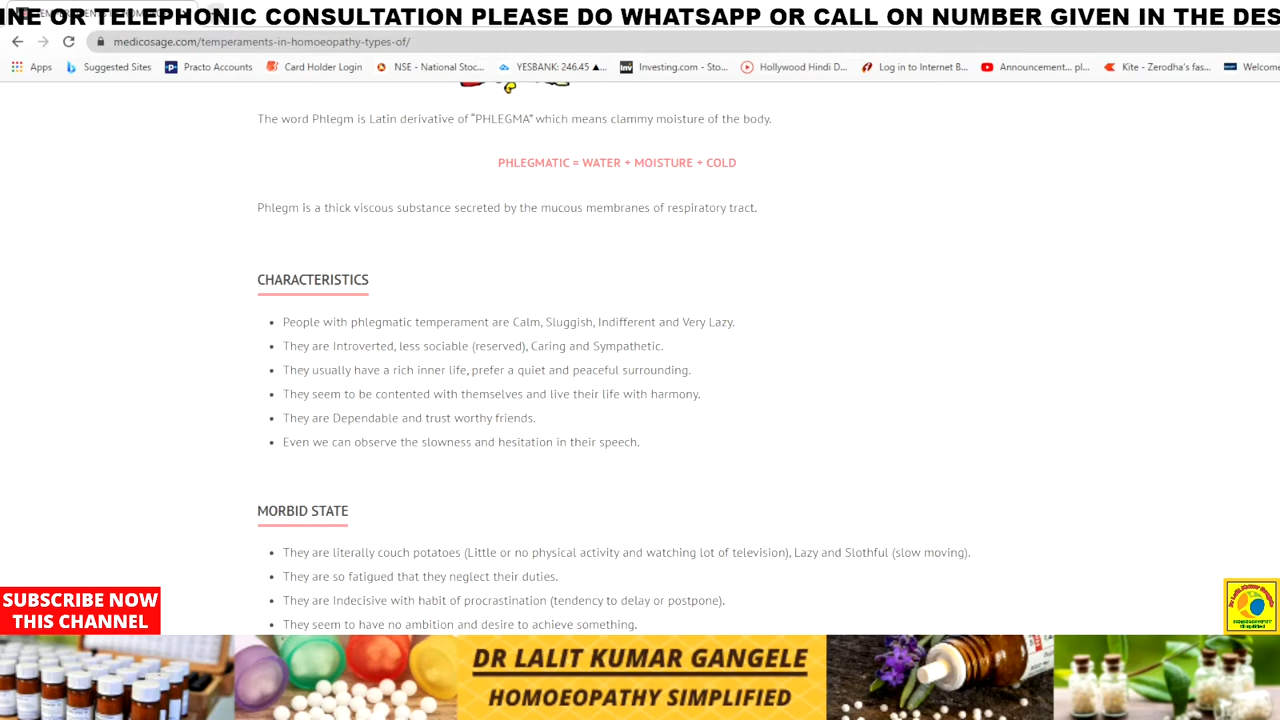 INE OR TELEPHONIC CONSULTATION PLEASE DO WHATSAPP OR CALL ON NUMBER GIVEN IN THE DES
medicosage.com/temperaments-in-homoeopathy-types-of/
Apps Suggested Sites Practo Accounts Card Holder Login NSE - National Stoc... YESBANK: 246.45 ▲... Investing.com - Sto... Hollywood Hindi D... Log in to Internet B... Announcement... pl... Kite - Zerodha's fas... Welcome
The word Phlegm is Latin derivative of “PHLEGMA” which means clammy moisture of the body.
PHLEGMATIC = WATER + MOISTURE + COLD
Phlegm is a thick viscous substance secreted by the mucous membranes of respiratory tract.
CHARACTERISTICS
• People with phlegmatic temperament are Calm, Sluggish, Indifferent and Very Lazy.
• They are Introverted, less sociable (reserved), Caring and Sympathetic.
• They usually have a rich inner life, prefer a quiet and peaceful surrounding.
• They seem to be contented with themselves and live their life with harmony.
• They are Dependable and trust worthy friends.
• Even we can observe the slowness and hesitation in their speech.
MORBID STATE
• They are literally couch potatoes (Little or no physical activity and watching lot of television), Lazy and Slothful (slow moving).
• They are so fatigued that they neglect their duties.
• They are Indecisive with habit of procrastination (tendency to delay or postpone).
• They seem to have no ambition and desire to achieve something.
SUBSCRIBE NOW
THIS CHANNEL
DR LALIT KUMAR GANGELE
HOMOEOPATHY SIMPLIFIED